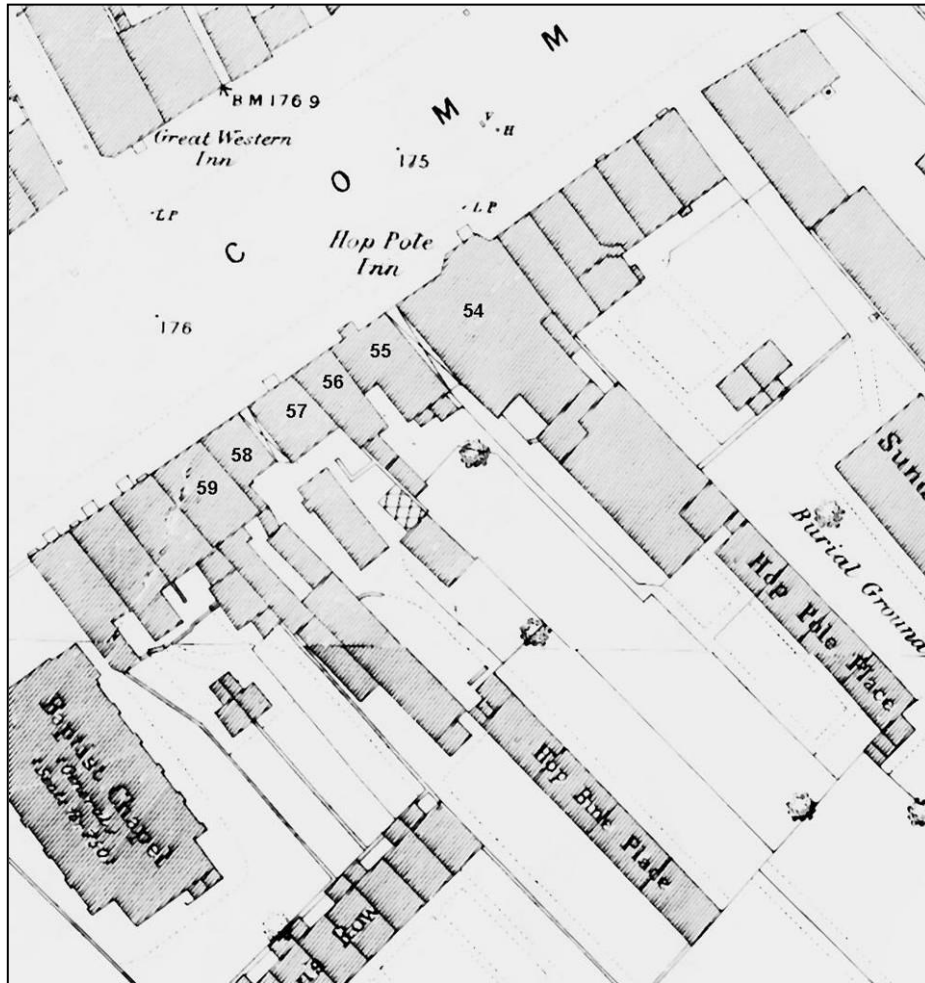 C O M M
B M 176 9
Great Western
Inn
V
H
175
L P
L P
Hop Pole
Inn
176
54
55
56
57
58
59
Burial Ground
Hop Pole Place
Hop Bine Place
Baptist Chapel
(General)
Row